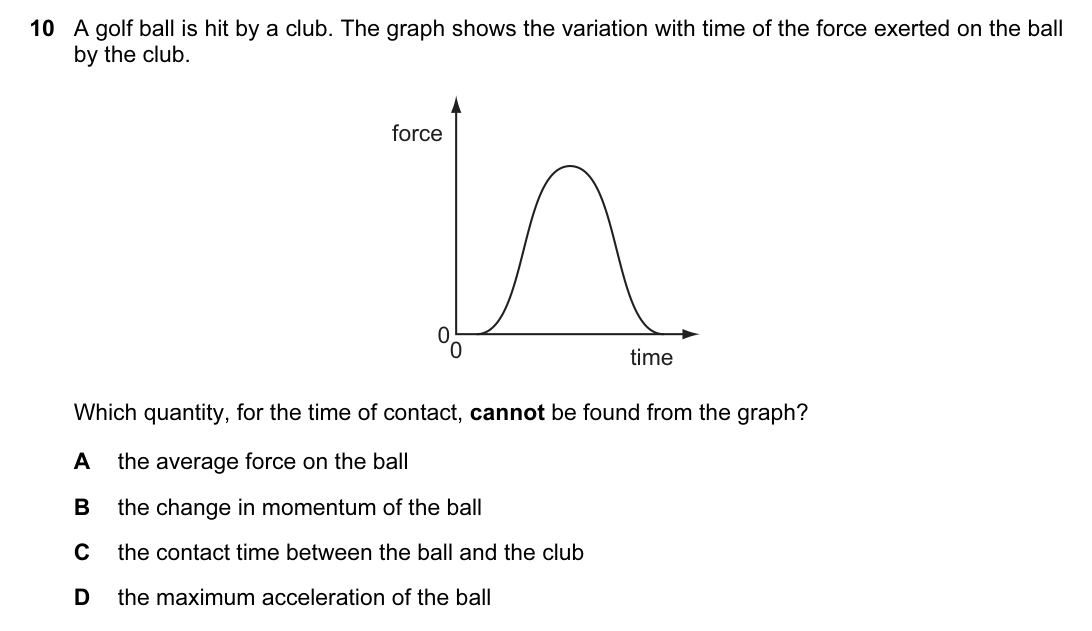 10 A golf ball is hit by a club. The graph shows the variation with time of the force exerted on the ball
by the club.
force
0
0
time
Which quantity, for the time of contact, cannot be found from the graph?
A the average force on the ball
B the change in momentum of the ball
C the contact time between the ball and the club
D the maximum acceleration of the ball